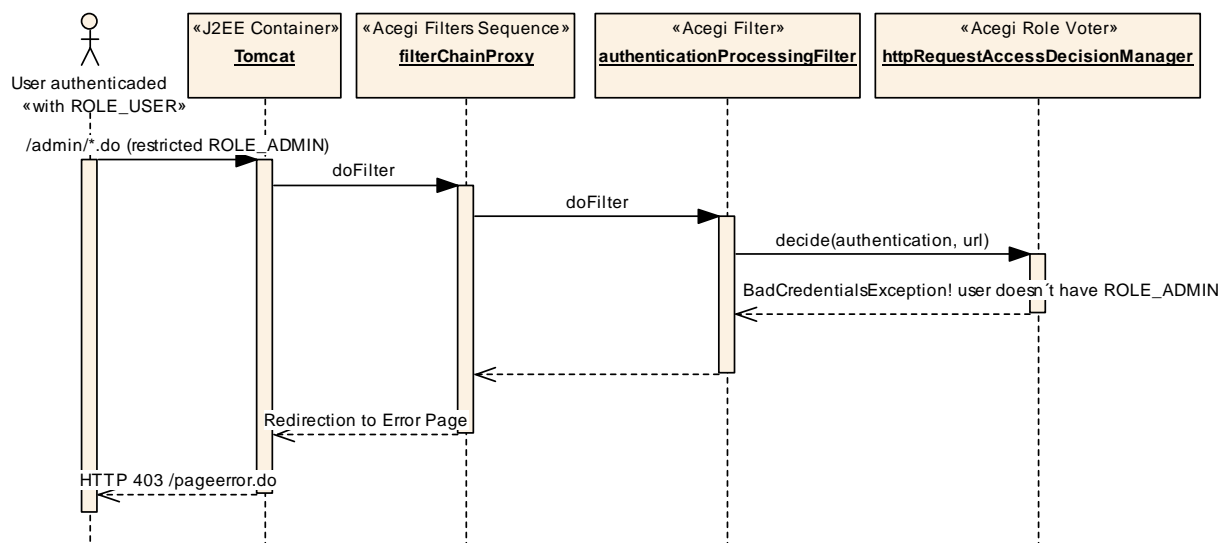 «J2EE Container»
Tomcat
«Acegi Filters Sequence»
filterChainProxy
«Acegi Filter»
authenticationProcessingFilter
«Acegi Role Voter»
httpRequestAccessDecisionManager
User authenticaded
«with ROLE_USER»
/admin/*.do (restricted ROLE_ADMIN)
doFilter
doFilter
decide(authentication, url)
BadCredentialsException! user doesn´t have ROLE_ADMIN
Redirection to Error Page
HTTP 403 /pageerror.do